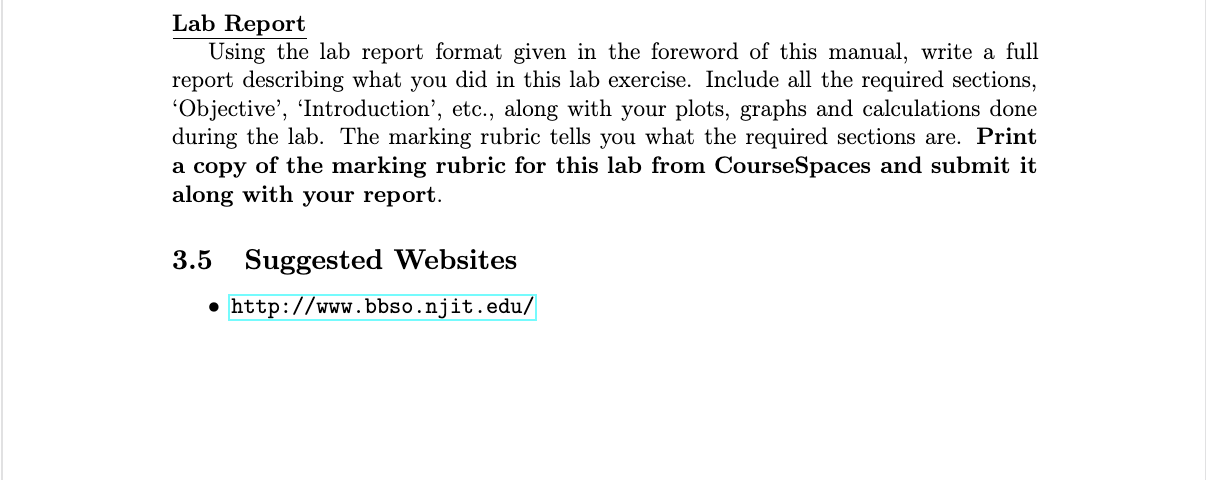 Lab Report
Using the lab report format given in the foreword of this manual, write a full
report describing what you did in this lab exercise. Include all the required sections,
‘Objective’, ‘Introduction’, etc., along with your plots, graphs and calculations done
during the lab. The marking rubric tells you what the required sections are. Print
a copy of the marking rubric for this lab from CourseSpaces and submit it
along with your report.
3.5 Suggested Websites
• http://www.bbso.njit.edu/